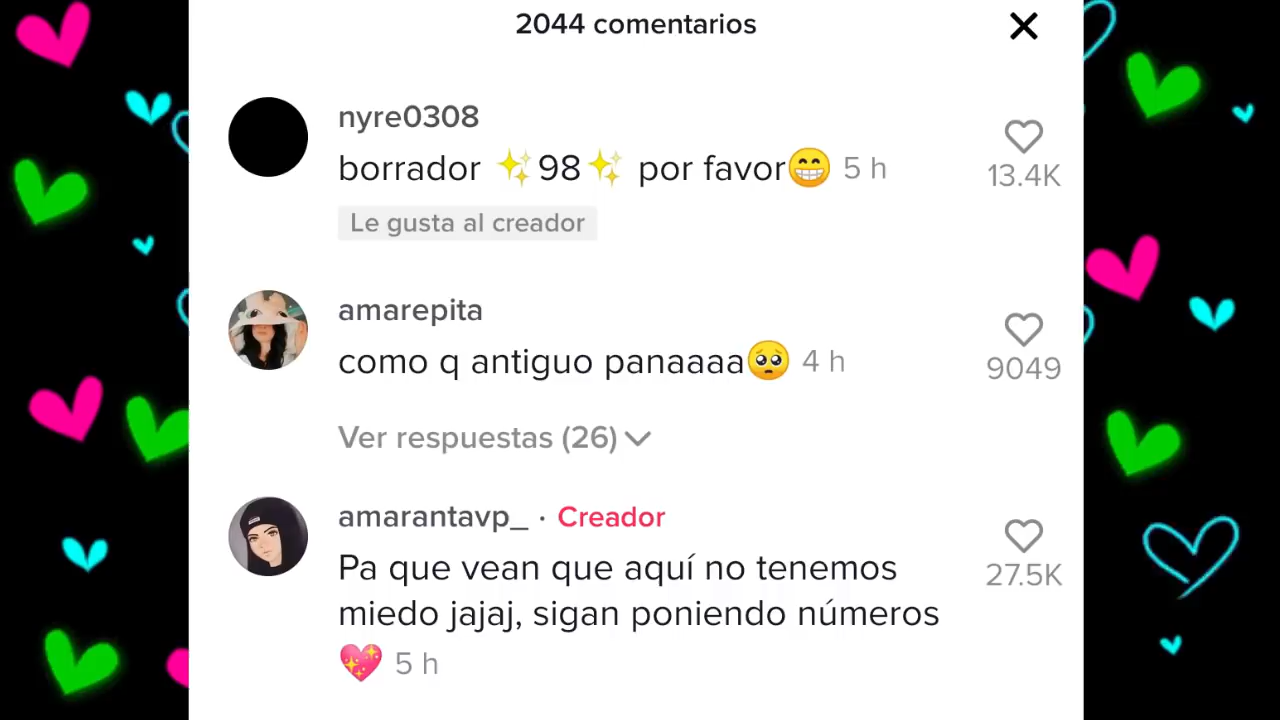 2044 comentarios
nyre0308
borrador ✨98✨ por favor😁 5 h
13.4K
Le gusta al creador
amarepita
como q antiguo panaaaa🥺 4 h
9049
Ver respuestas (26)
amarantavp_ · Creador
Pa que vean que aquí no tenemos
27.5K
miedo jajaj, sigan poniendo números
💖 5 h